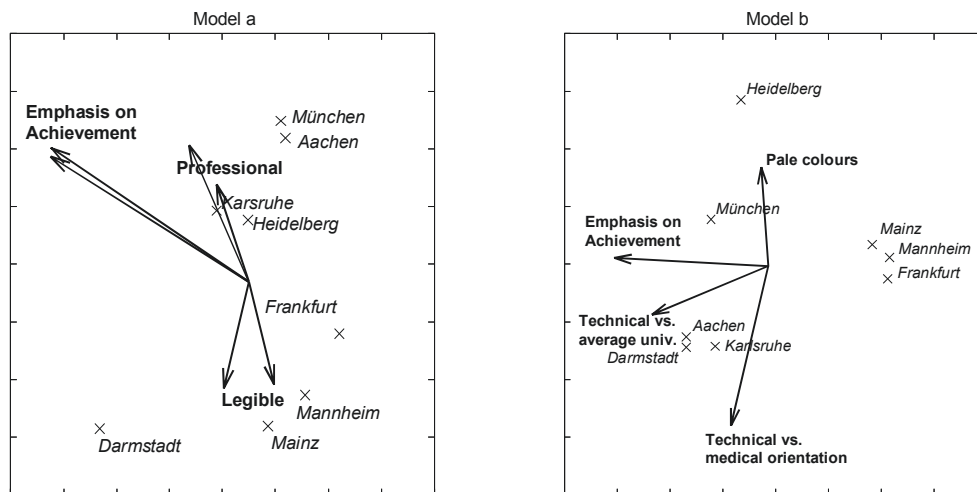 Model a
Emphasis on
Achievement
München
Aachen
Professional
Karsruhe
Heidelberg
Frankfurt
Legible
Mannheim
Darmstadt
Mainz
Model b
Heidelberg
Pale colours
München
Emphasis on
Achievement
Mainz
Mannheim
Frankfurt
Technical vs.
average univ.
Aachen
Darmstadt
Karlsruhe
Technical vs.
medical orientation